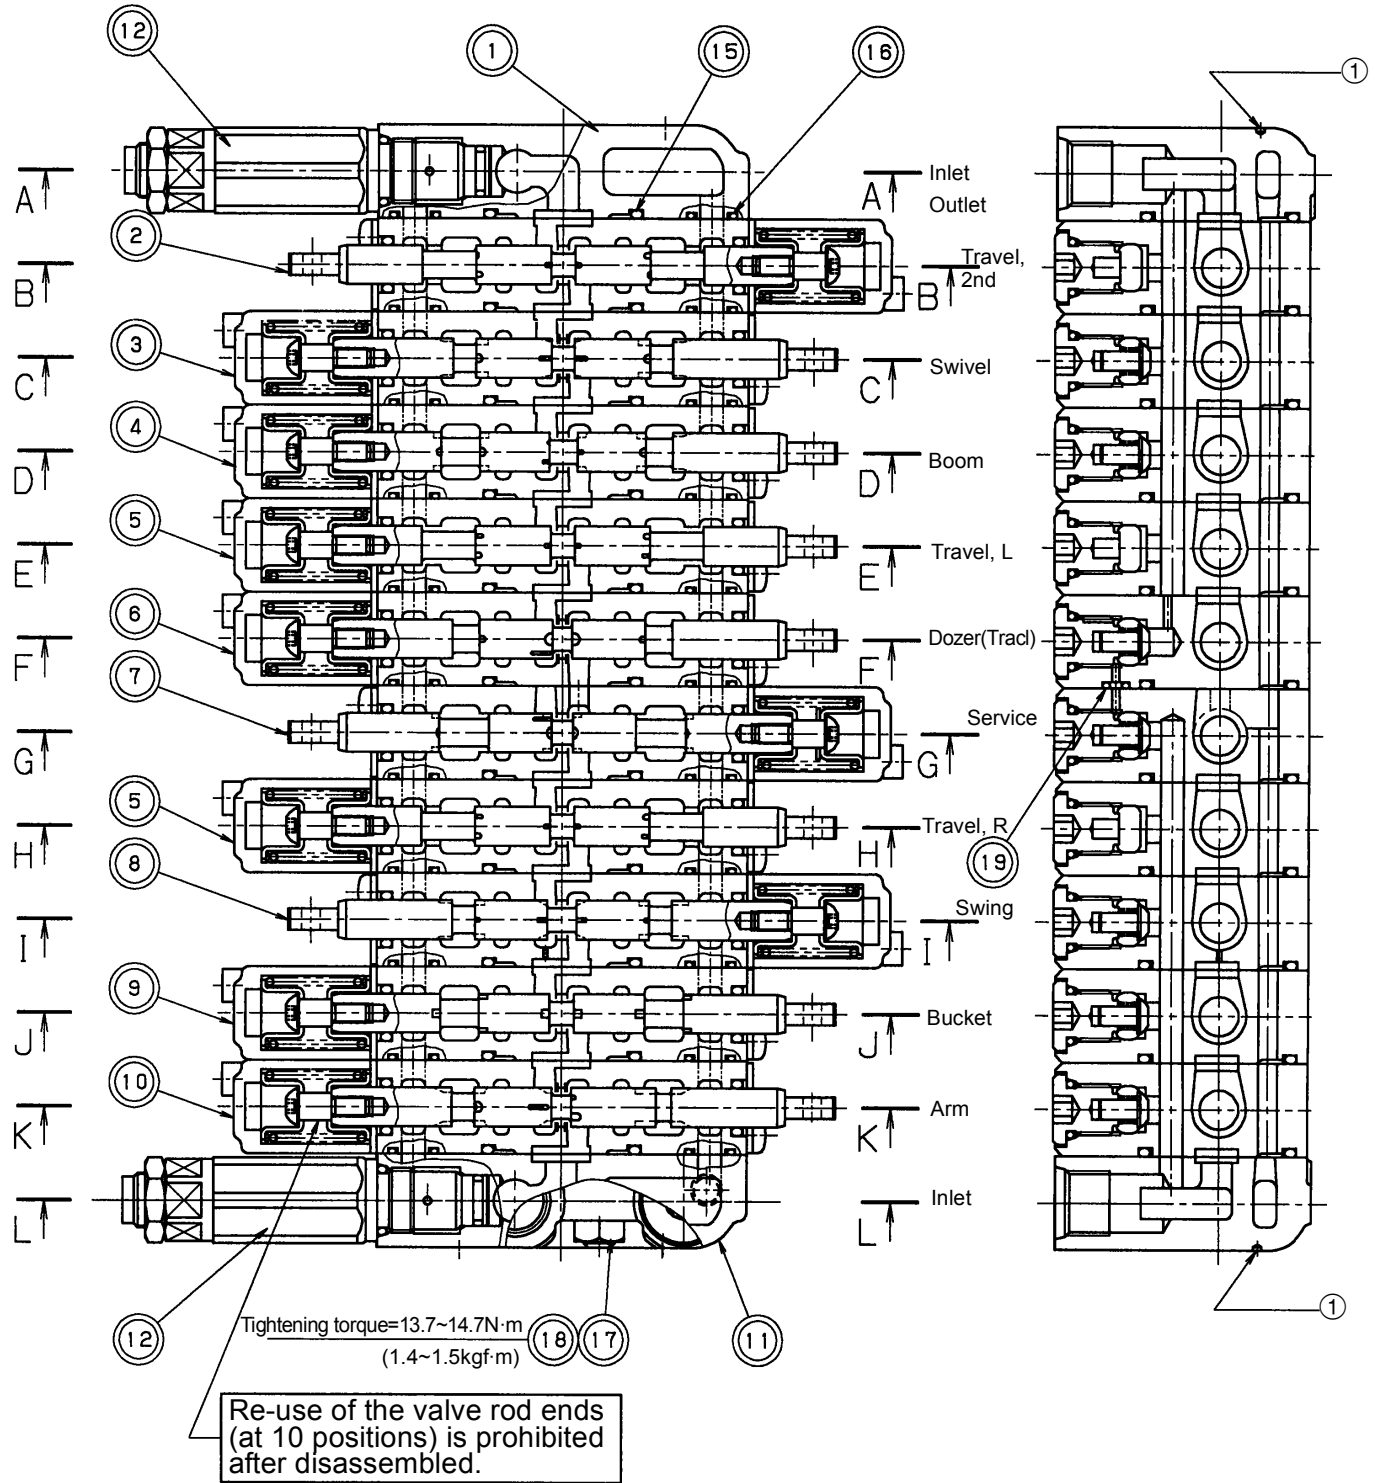 12
1
15
16
①
A
A
Inlet
Outlet
2
B
B
Travel,
2nd
3
C
C
Swivel
4
D
D
Boom
5
E
E
Travel, L
6
F
F
Dozer(Tracl)
7
G
G
Service
5
H
H
Travel, R
19
8
I
I
Swing
9
J
J
Bucket
10
K
K
Arm
L
L
Inlet
①
12
Tightening torque=13.7~14.7N·m
(1.4~1.5kgf·m)
18
17
11
Re-use of the valve rod ends
(at 10 positions) is prohibited
after disassembled.